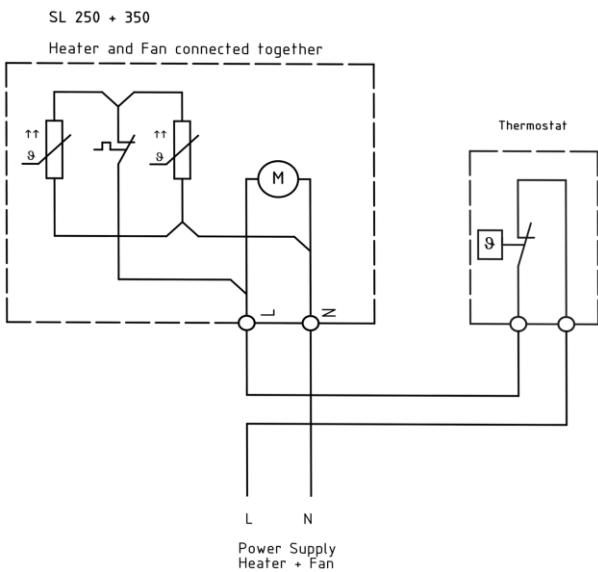 SL 250 + 350
Heater and Fan connected together
Thermostat
↑↑
ϑ
↑↑
ϑ
M
ϑ
L
N
L N
Power Supply
Heater + Fan